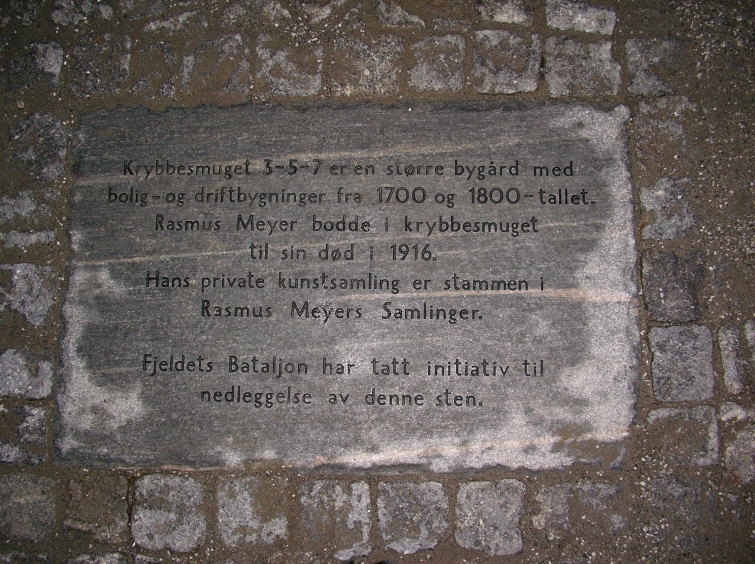 Krybbesmuget 3-5-7 er en større bygård med
bolig-og driftbygninger fra 1700 og 1800-tallet.
Rasmus Meyer bodde i krybbesmuget
til sin død i 1916.
Hans private kunstsamling er stammen i
Rasmus Meyers Samlinger.
Fjeldets Bataljon har tatt initiativ til
nedleggelse av denne sten.